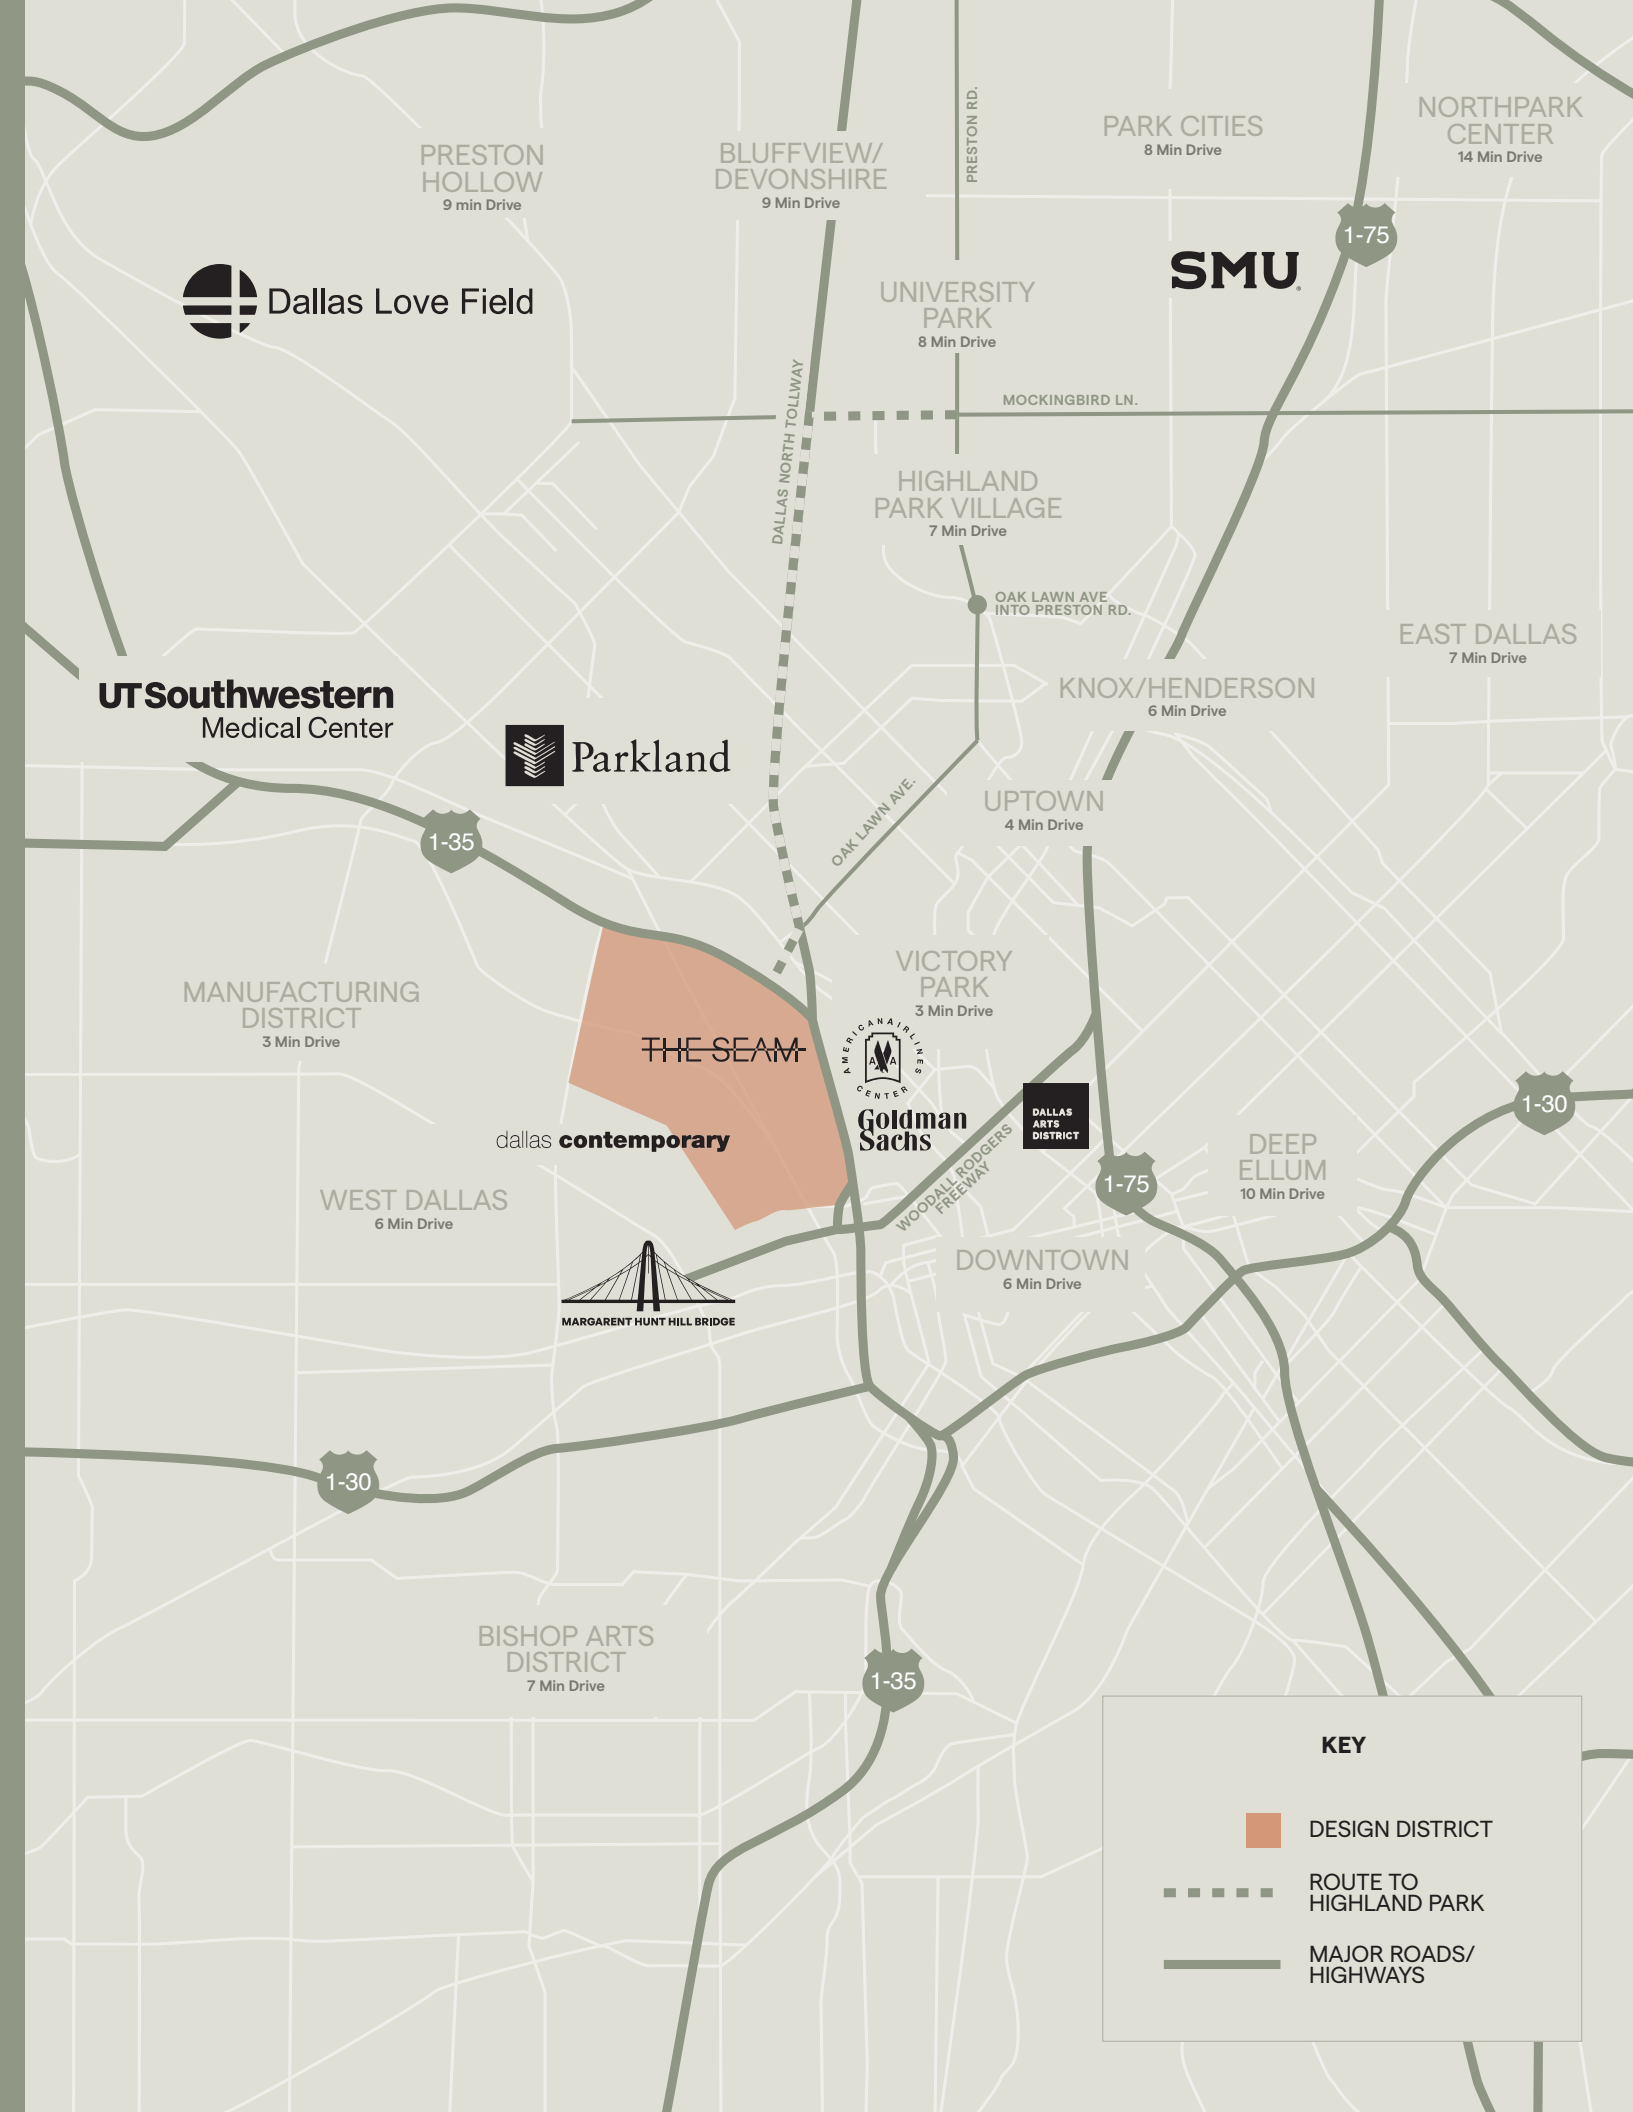 NORTHPARK
CENTER
14 Min Drive
PARK CITIES
8 Min Drive
PRESTON RD.
PRESTON
HOLLOW
9 min Drive
BLUFFVIEW/
DEVONSHIRE
9 Min Drive
1-75
SMU
Dallas Love Field
UNIVERSITY
PARK
8 Min Drive
MOCKINGBIRD LN.
DALLAS NORTH TOLLWAY
HIGHLAND
PARK VILLAGE
7 Min Drive
OAK LAWN AVE
INTO PRESTON RD.
EAST DALLAS
7 Min Drive
UTSouthwestern
Medical Center
KNOX/HENDERSON
6 Min Drive
Parkland
OAK LAWN AVE.
UPTOWN
4 Min Drive
1-35
VICTORY
PARK
3 Min Drive
MANUFACTURING
DISTRICT
3 Min Drive
THE SEAM
AMERICAN AIRLINES
AA
CENTER
Goldman
Sachs
DALLAS
ARTS
DISTRICT
1-30
dallas contemporary
WOODALL RODGERS
FREEWAY
DEEP
ELLUM
10 Min Drive
1-75
WEST DALLAS
6 Min Drive
DOWNTOWN
6 Min Drive
MARGARENT HUNT HILL BRIDGE
1-30
BISHOP ARTS
DISTRICT
7 Min Drive
1-35
KEY
DESIGN DISTRICT
ROUTE TO
HIGHLAND PARK
MAJOR ROADS/
HIGHWAYS